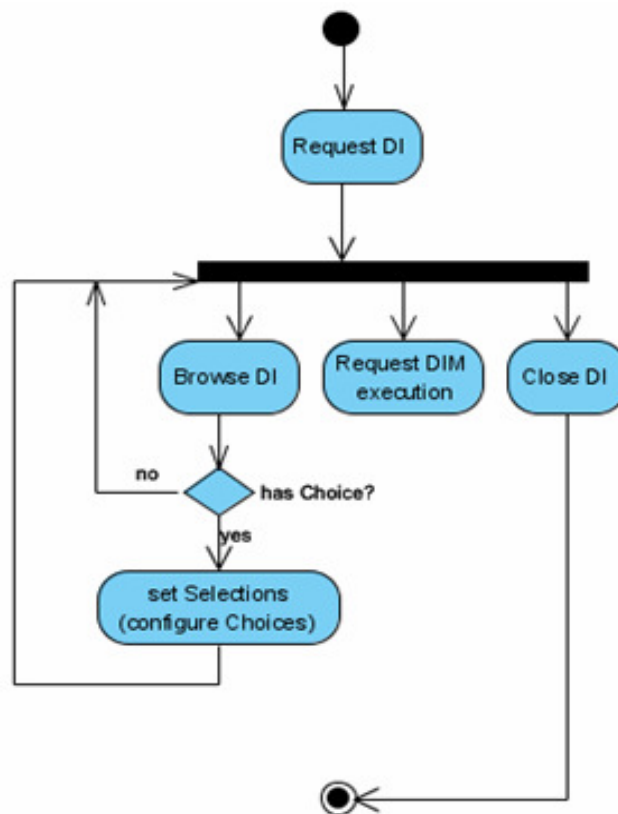 Request DI
Browse DI
Request DIM
execution
Close DI
no
has Choice?
yes
set Selections
(configure Choices)